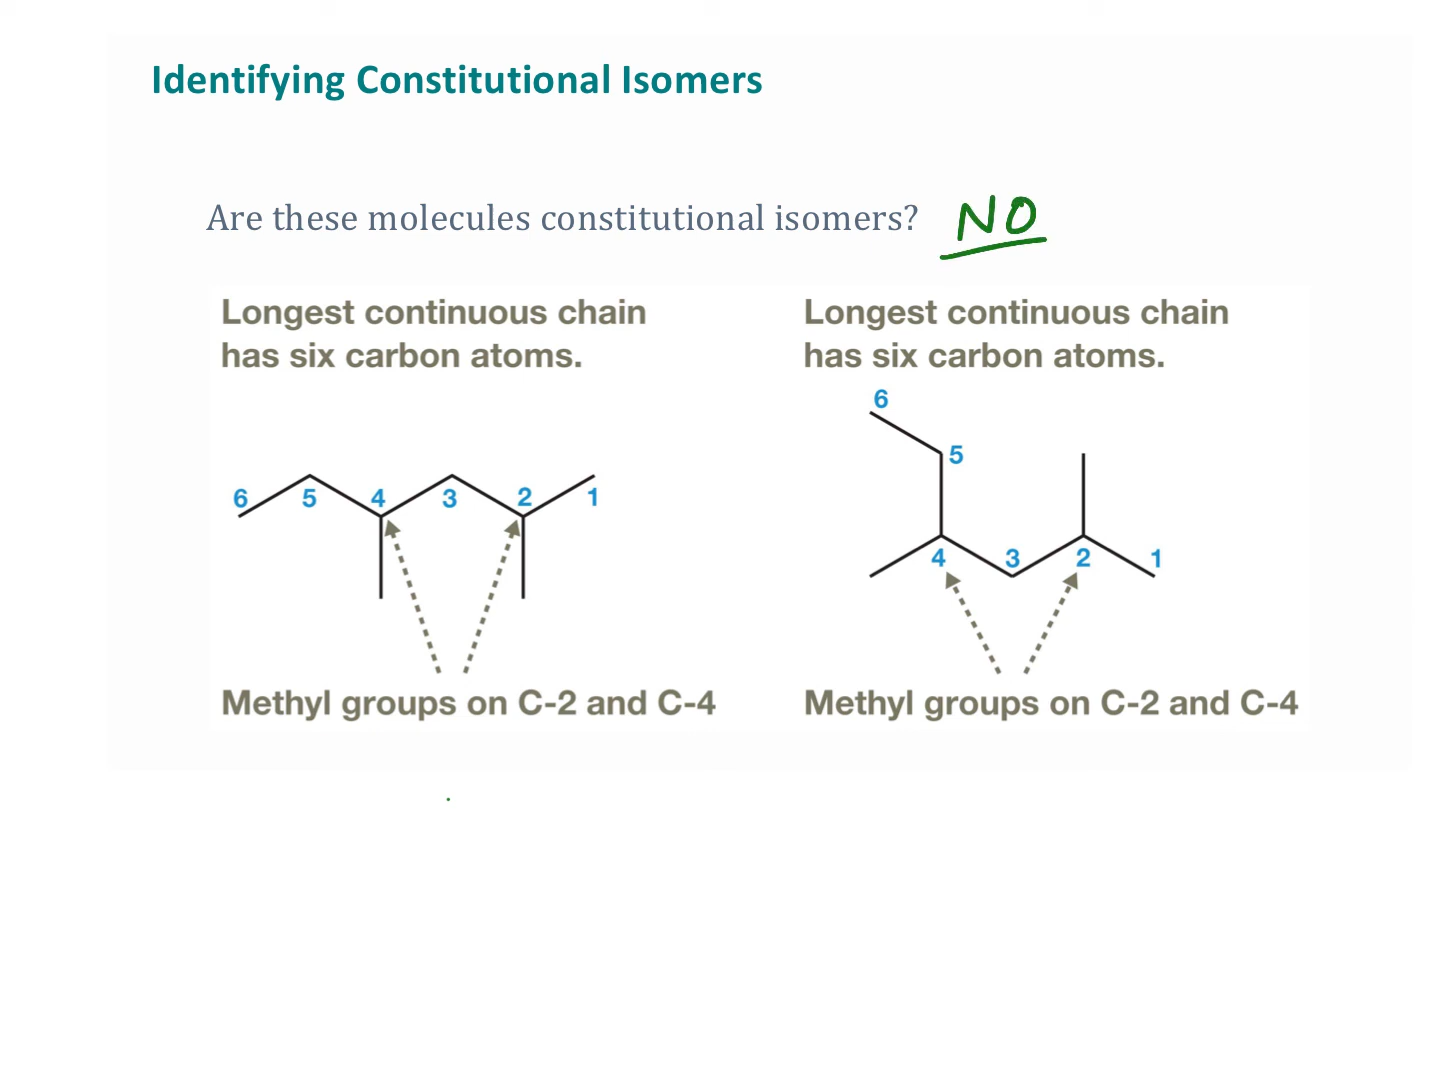 Identifying Constitutional Isomers
Are these molecules constitutional isomers? NO
Longest continuous chain
has six carbon atoms.
6 5 4 3 2 1
Methyl groups on C-2 and C-4
Longest continuous chain
has six carbon atoms.
6
5
4 3 2 1
Methyl groups on C-2 and C-4